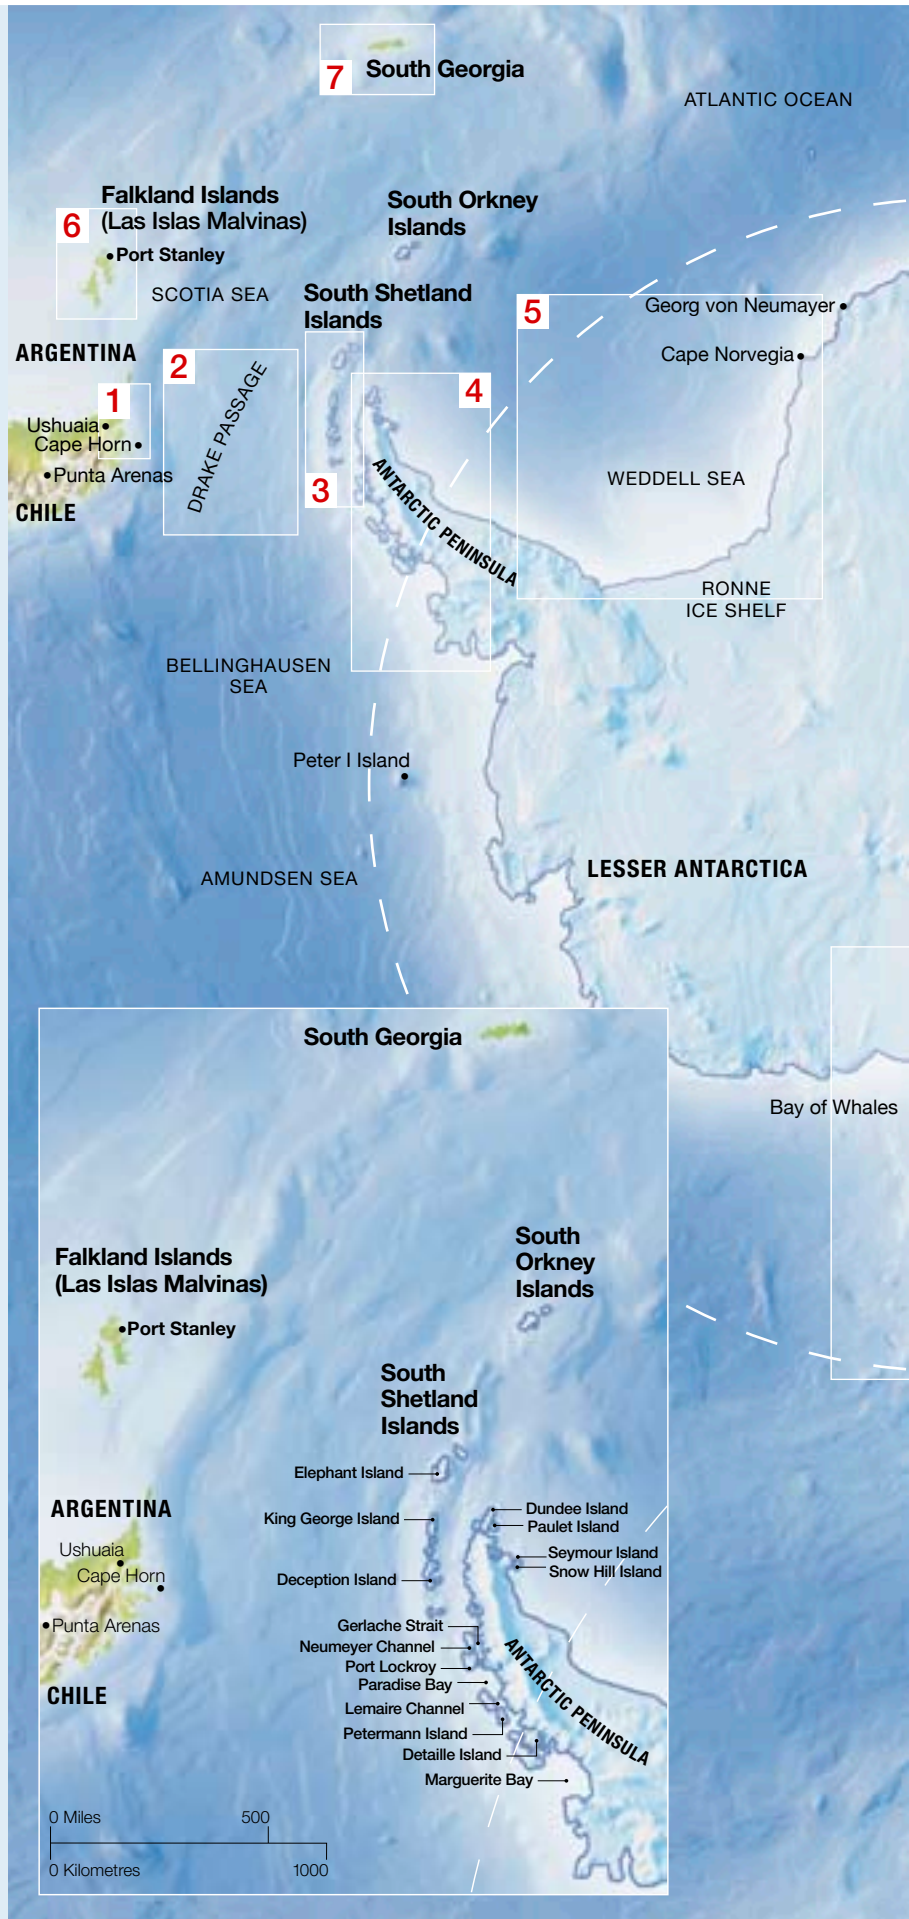 7
South Georgia
ATLANTIC OCEAN
Falkland Islands
(Las Islas Malvinas)
6
Port Stanley
South Orkney
Islands
SCOTIA SEA
South Shetland
Islands
5
Georg von Neumayer
Cape Norvegia
ARGENTINA
2
DRAKE PASSAGE
4
1
Ushuaia
Cape Horn
Punta Arenas
CHILE
3
ANTARCTIC PENINSULA
WEDDELL SEA
RONNE
ICE SHELF
BELLINGHAUSEN
SEA
Peter I Island
LESSER ANTARCTICA
AMUNDSEN SEA
Bay of Whales
South Georgia
Falkland Islands
(Las Islas Malvinas)
Port Stanley
South
Orkney
Islands
South
Shetland
Islands
Elephant Island
King George Island
Dundee Island
Paulet Island
Seymour Island
Snow Hill Island
Deception Island
ARGENTINA
Ushuaia
Cape Horn
Punta Arenas
CHILE
Gerlache Strait
Neumeyer Channel
Port Lockroy
Paradise Bay
Lemaire Channel
Petermann Island
Detaille Island
Marguerite Bay
ANTARCTIC PENINSULA
0 Miles 500
0 Kilometres 1000